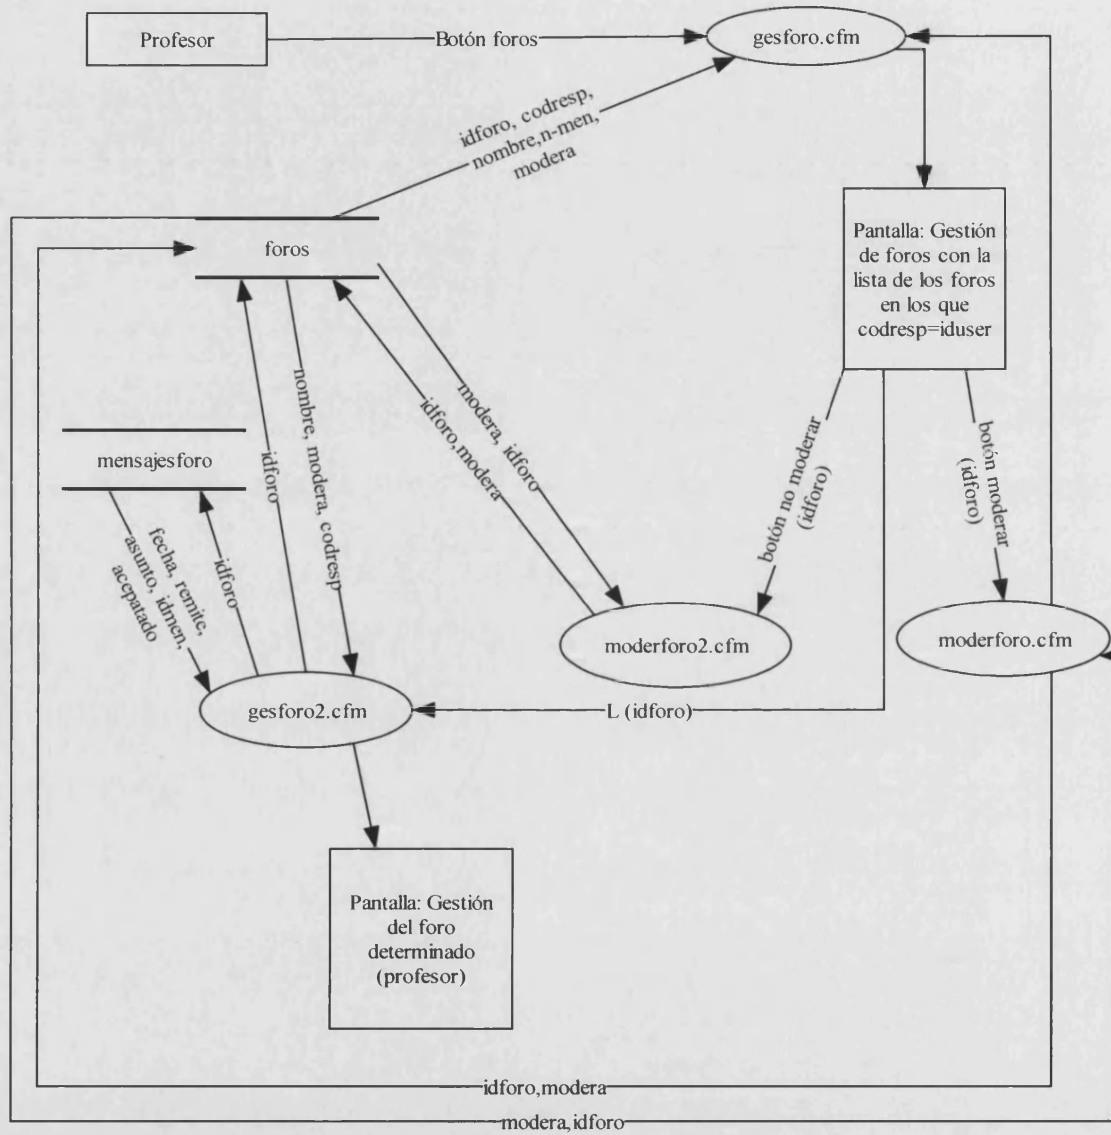 Profesor
Botón foros
gesforo.cfm
idforo, codresp,
nombre,n-men,
modera
foros
Pantalla: Gestión
de foros con la
lista de los foros
en los que
codresp=iduser
mensajesforo
idforo
nombre, modera, codresp
modera, idforo
idforo,modera
botón no moderar
(idforo)
botón moderar
(idforo)
fecha, remite,
asunto, idmen,
acepatado
idforo
moderforo2.cfm
moderforo.cfm
gesforo2.cfm
L (idforo)
Pantalla: Gestión
del foro
determinado
(profesor)
idforo,modera
modera,idforo